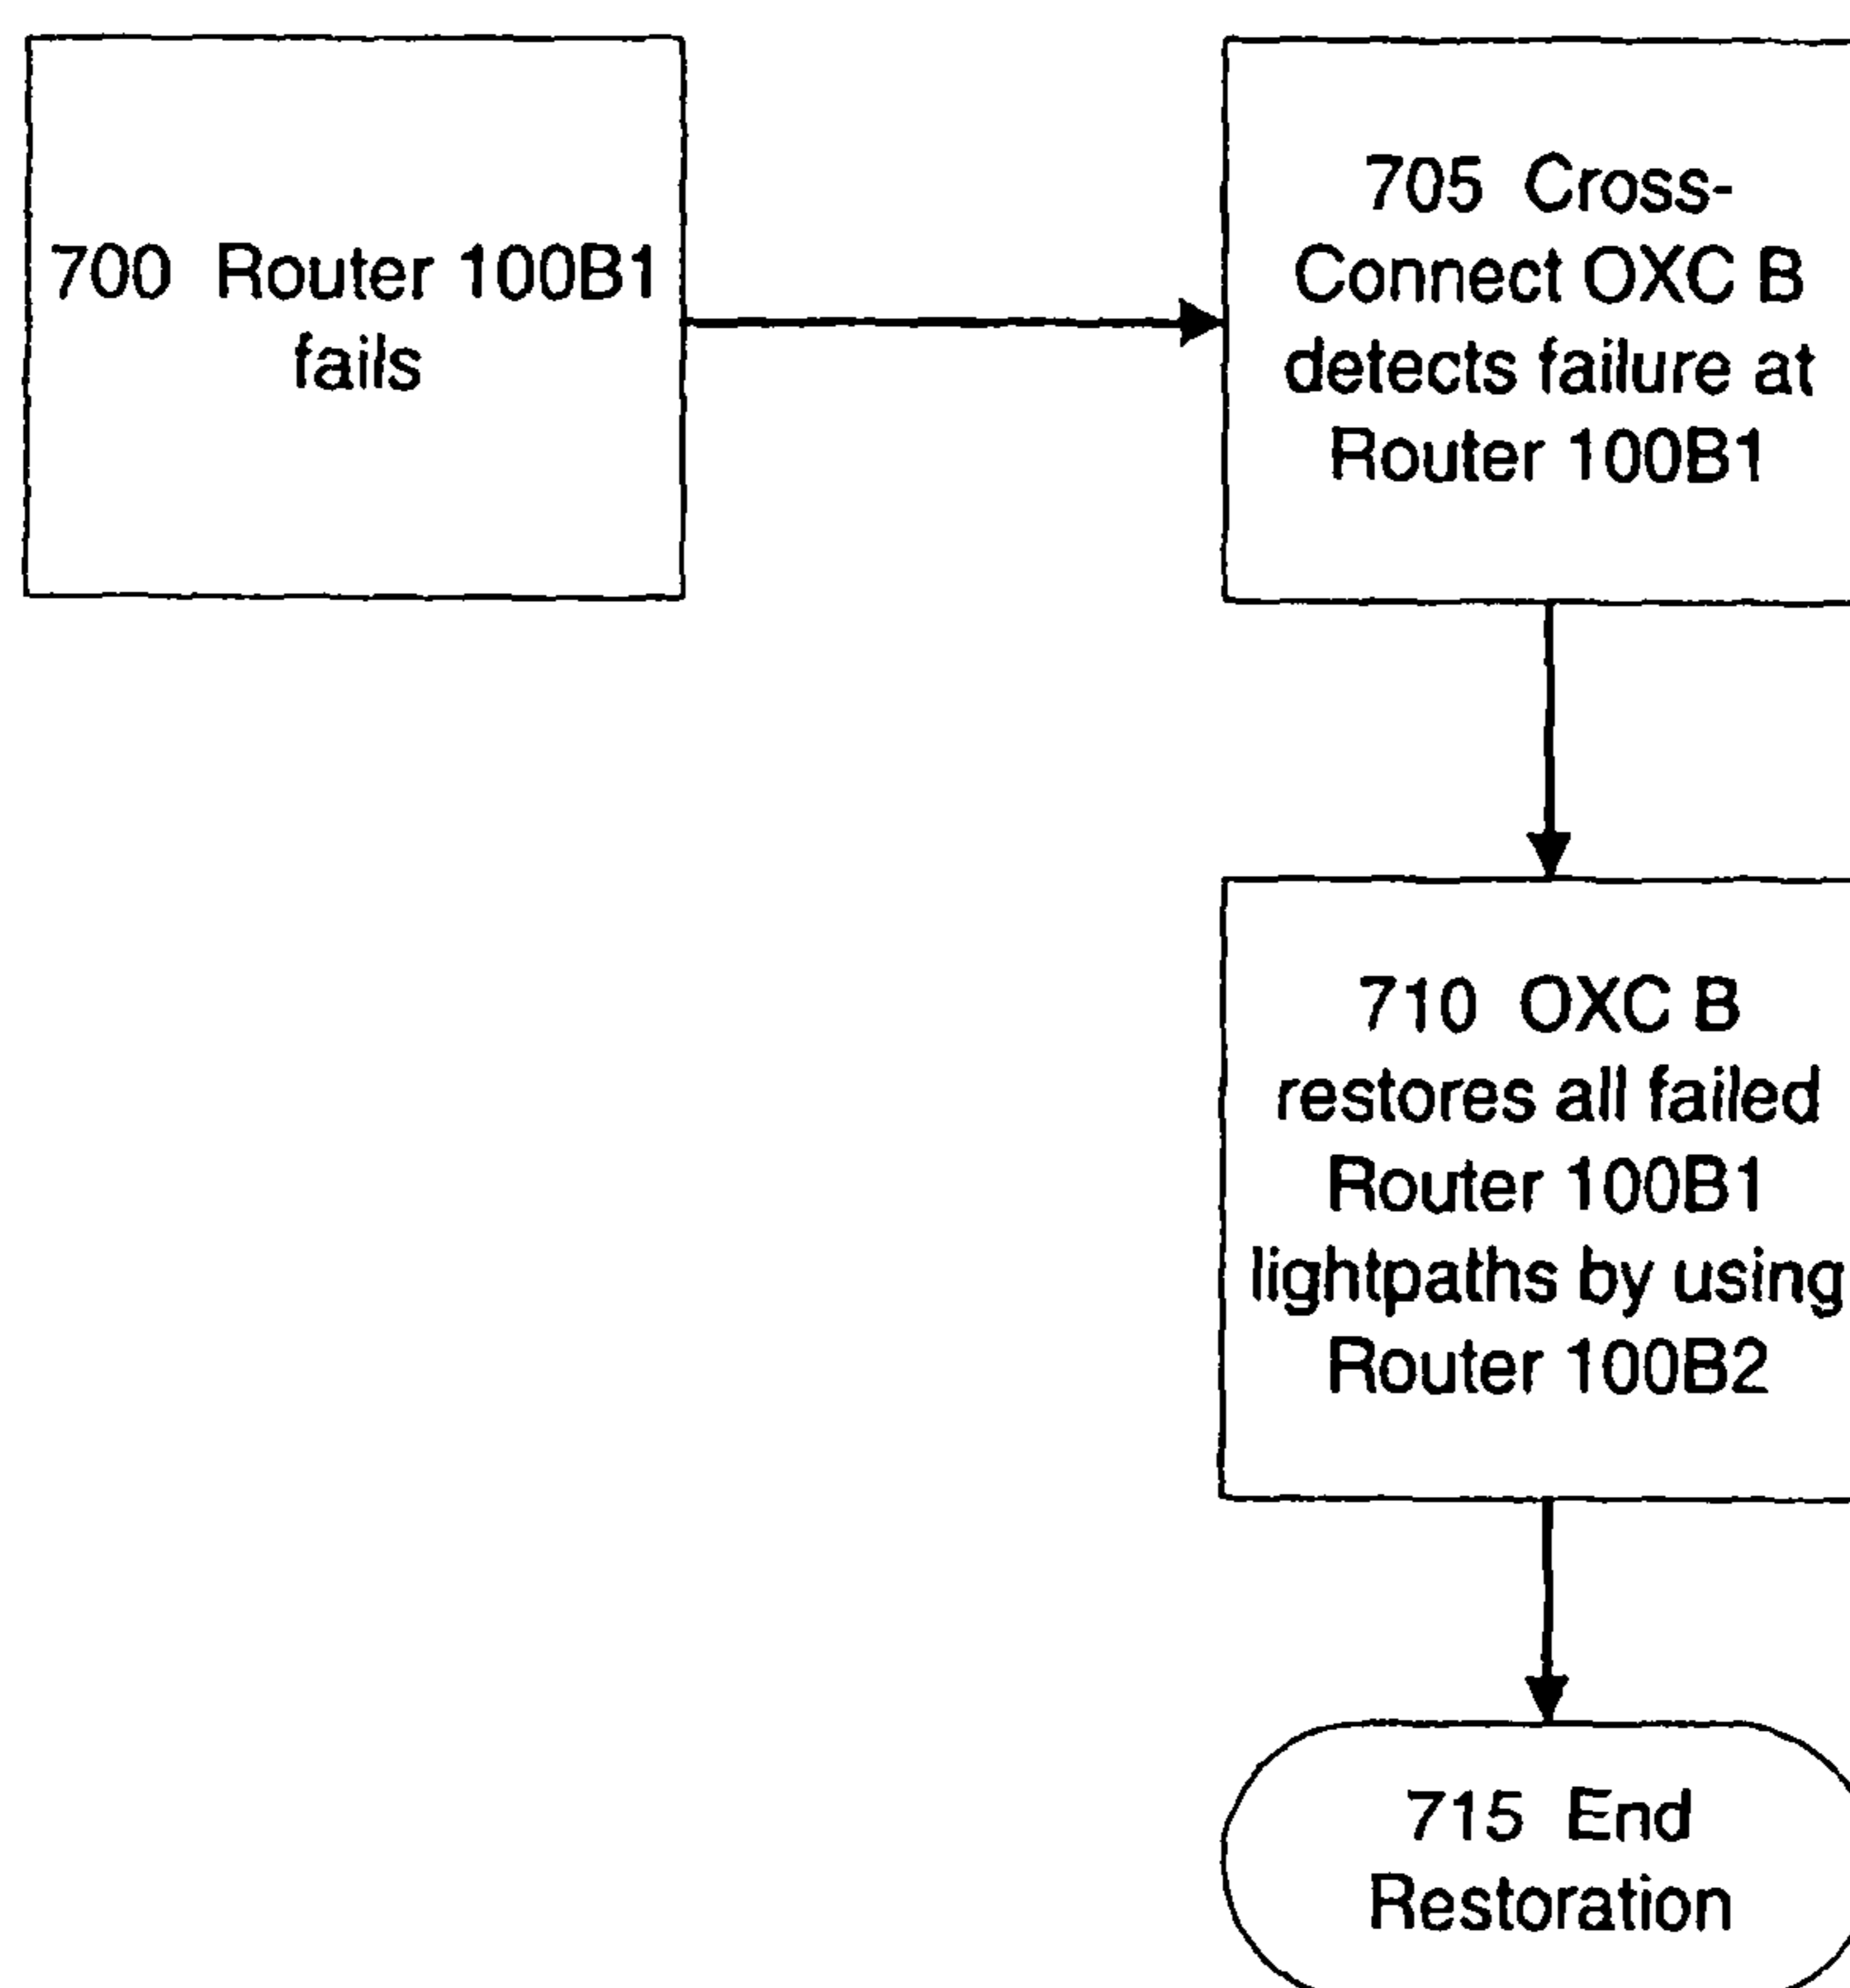 700 Router 100B1
fails
705 Cross-
Connect OXC B
detects failure at
Router 100B1
710 OXC B
restores all failed
Router 100B1
lightpaths by using
Router 100B2
715 End
Restoration